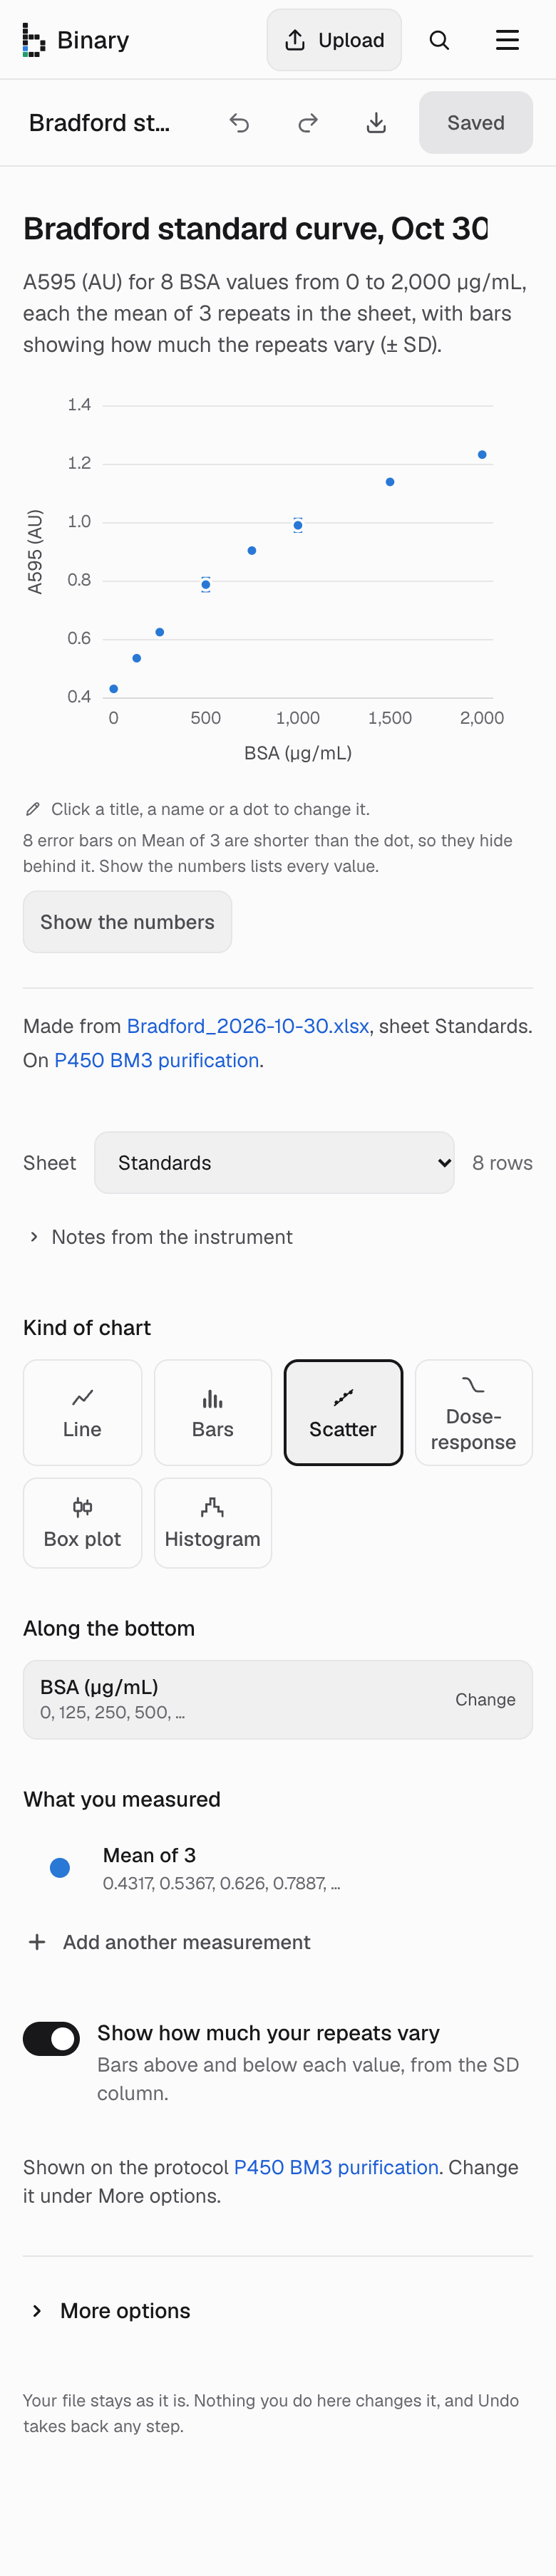 Binary
Upload
Bradford st...
Saved
Bradford standard curve, Oct 30
A595 (AU) for 8 BSA values from 0 to 2,000 µg/mL,
each the mean of 3 repeats in the sheet, with bars
showing how much the repeats vary (± SD).
1.4
1.2
1.0
0.8
0.6
0.4
A595 (AU)
0 500 1,000 1,500 2,000
BSA (µg/mL)
Click a title, a name or a dot to change it.
8 error bars on Mean of 3 are shorter than the dot, so they hide
behind it. Show the numbers lists every value.
Show the numbers
Made from Bradford_2026-10-30.xlsx, sheet Standards.
On P450 BM3 purification.
Sheet Standards 8 rows
Notes from the instrument
Kind of chart
Line
Bars
Scatter
Dose-
response
Box plot
Histogram
Along the bottom
BSA (µg/mL)
0, 125, 250, 500, ...
Change
What you measured
Mean of 3
0.4317, 0.5367, 0.626, 0.7887, ...
Add another measurement
Show how much your repeats vary
Bars above and below each value, from the SD
column.
Shown on the protocol P450 BM3 purification. Change
it under More options.
More options
Your file stays as it is. Nothing you do here changes it, and Undo
takes back any step.